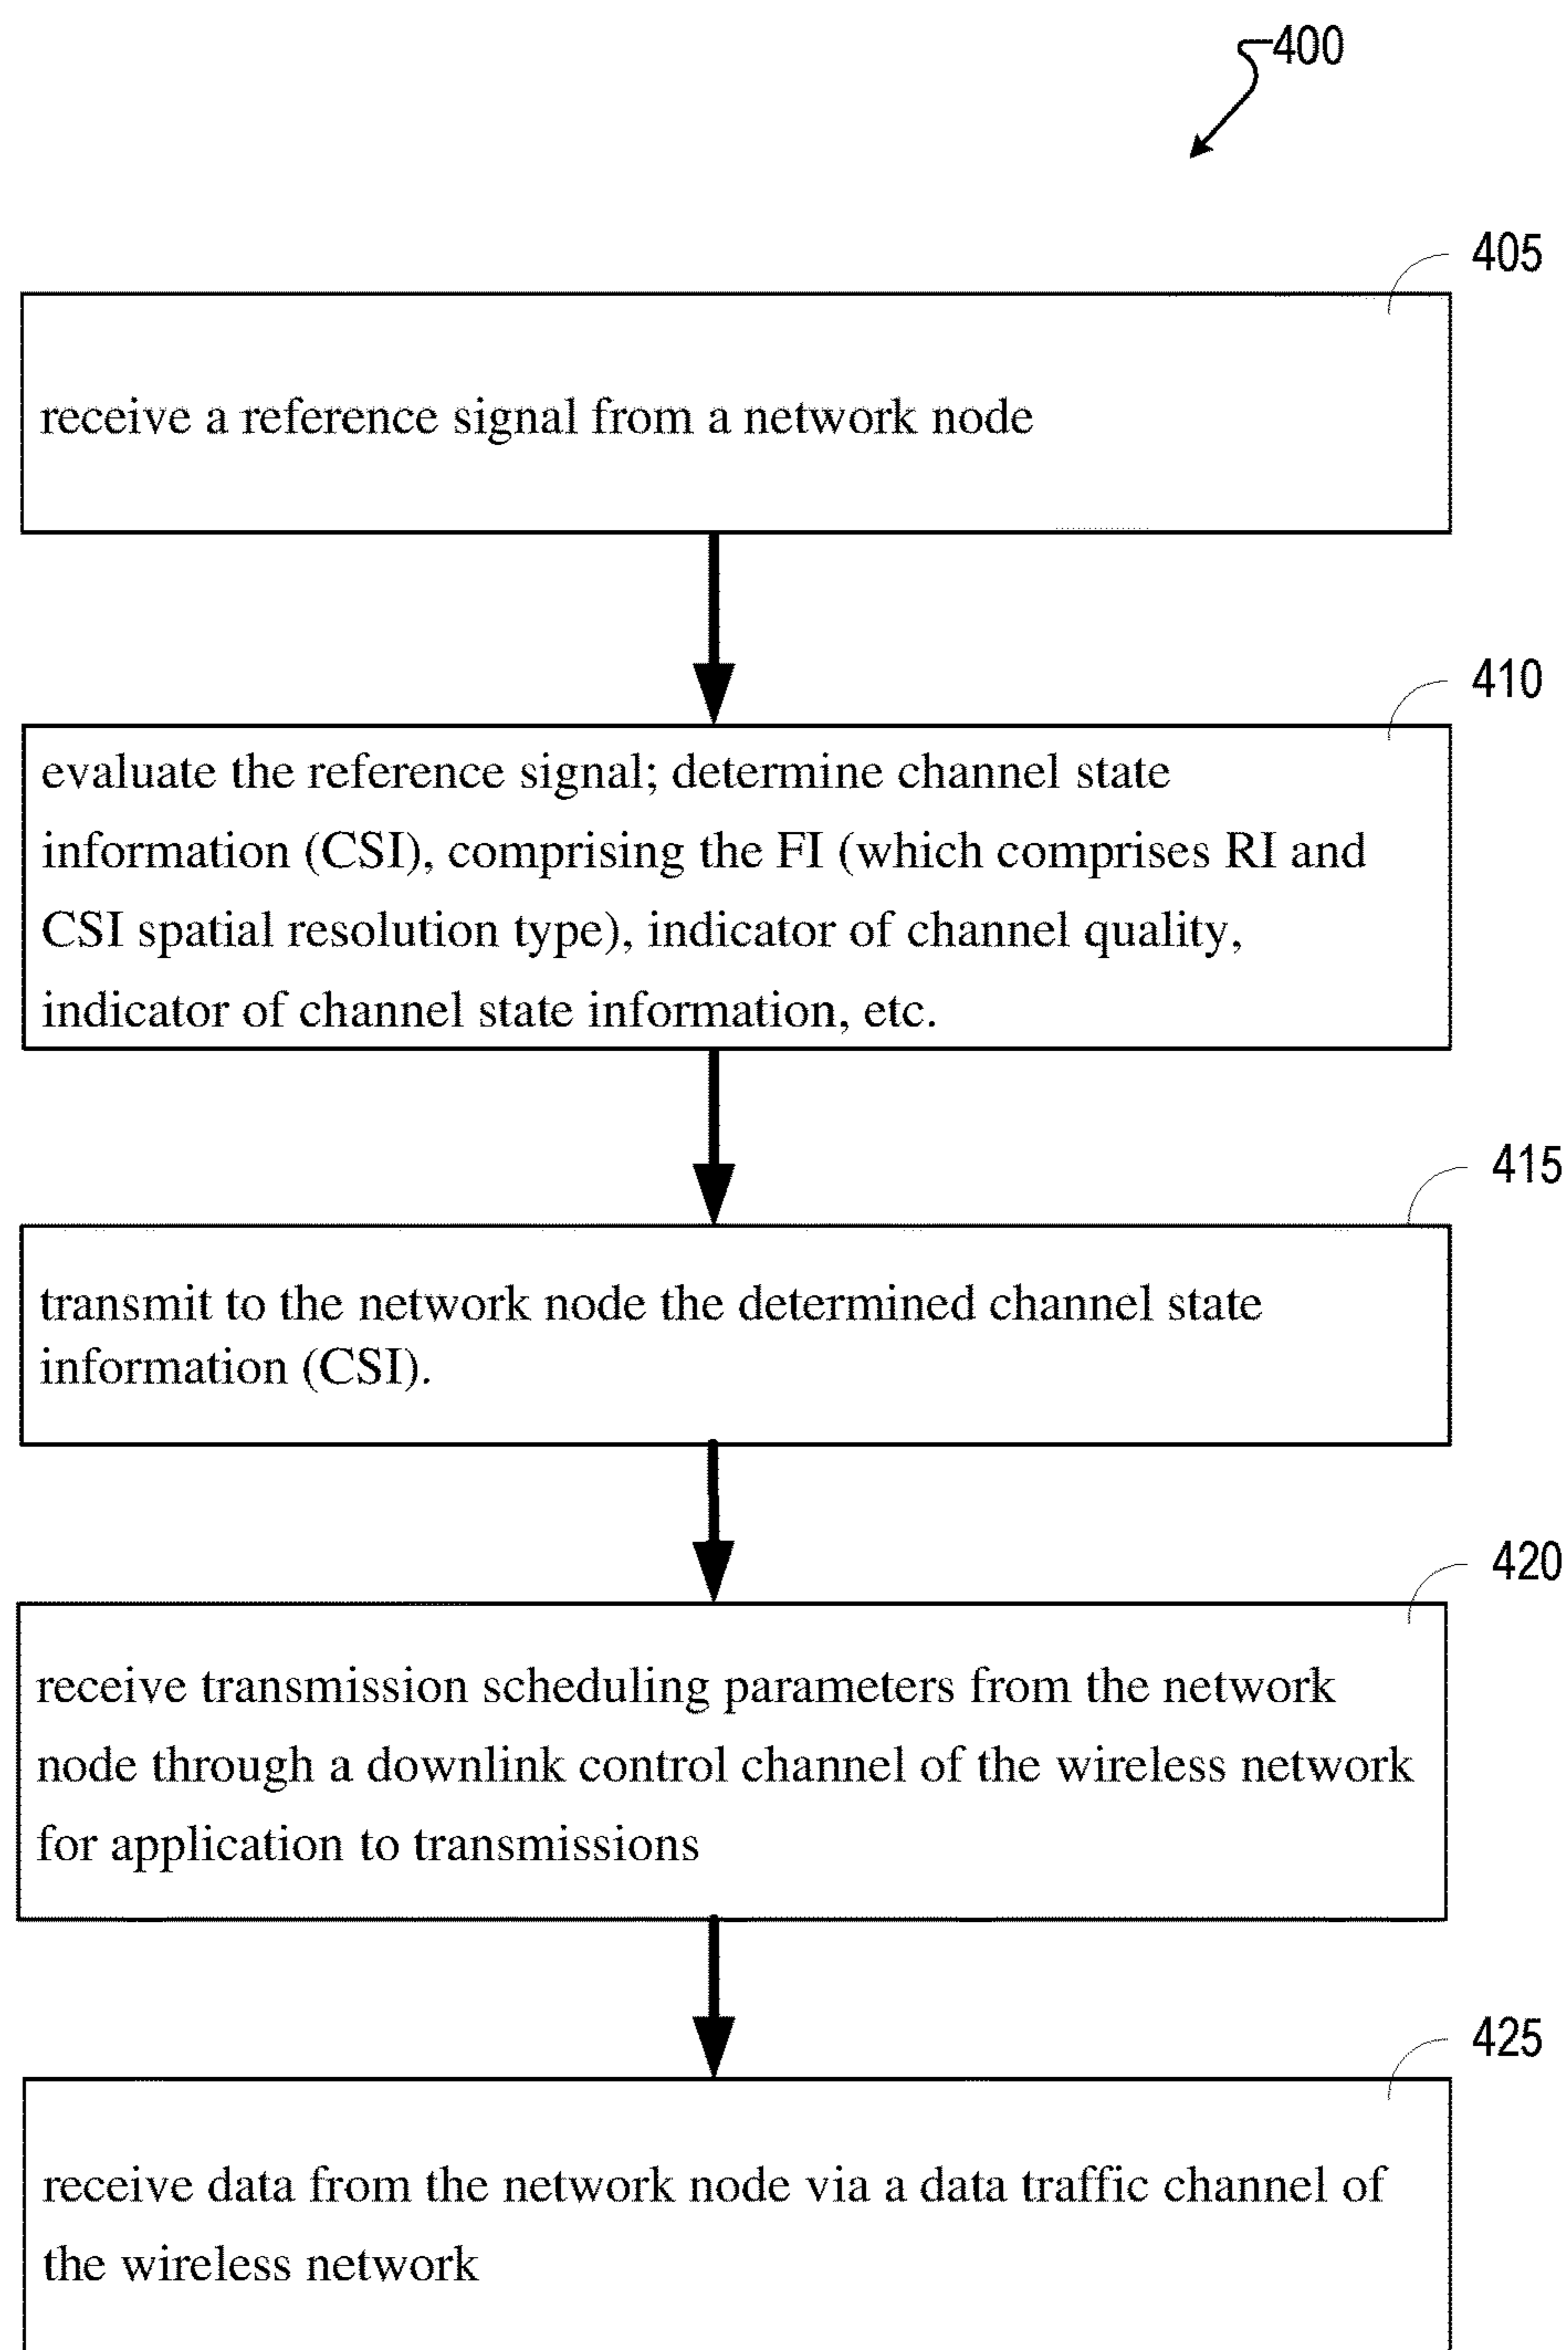 400
405
receive a reference signal from a network node
410
evaluate the reference signal; determine channel state
information (CSI), comprising the FI (which comprises RI and
CSI spatial resolution type), indicator of channel quality,
indicator of channel state information, etc.
415
transmit to the network node the determined channel state
information (CSI).
420
receive transmission scheduling parameters from the network
node through a downlink control channel of the wireless network
for application to transmissions
425
receive data from the network node via a data traffic channel of
the wireless network